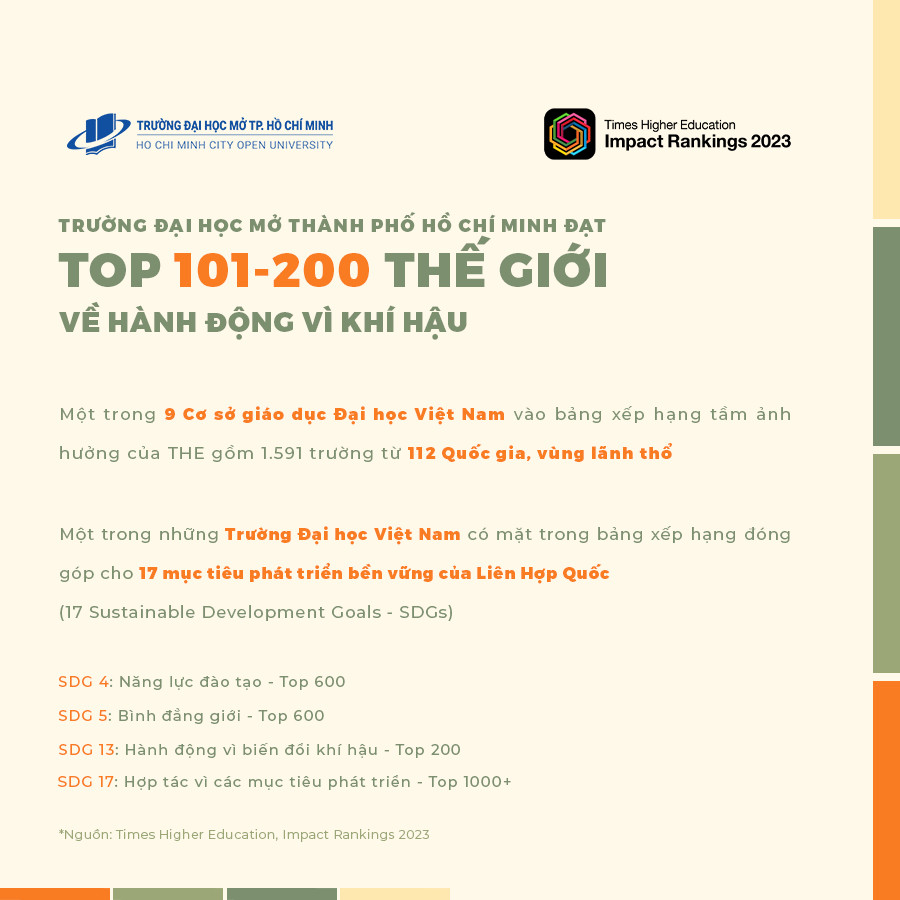 TRƯỜNG ĐẠI HỌC MỞ TP. HỒ CHÍ MINH
HO CHI MINH CITY OPEN UNIVERSITY
Times Higher Education
Impact Rankings 2023
TRƯỜNG ĐẠI HỌC MỞ THÀNH PHỐ HỒ CHÍ MINH ĐẠT
TOP 101-200 THẾ GIỚI
VỀ HÀNH ĐỘNG VÌ KHÍ HẬU
Một trong 9 Cơ sở giáo dục Đại học Việt Nam vào bảng xếp hạng tầm ảnh
hưởng của THE gồm 1.591 trường từ 112 Quốc gia, vùng lãnh thổ
Một trong những Trường Đại học Việt Nam có mặt trong bảng xếp hạng đóng
góp cho 17 mục tiêu phát triển bền vững của Liên Hợp Quốc
(17 Sustainable Development Goals - SDGs)
SDG 4: Năng lực đào tạo - Top 600
SDG 5: Bình đẳng giới - Top 600
SDG 13: Hành động vì biến đổi khí hậu - Top 200
SDG 17: Hợp tác vì các mục tiêu phát triển - Top 1000+
*Nguồn: Times Higher Education, Impact Rankings 2023